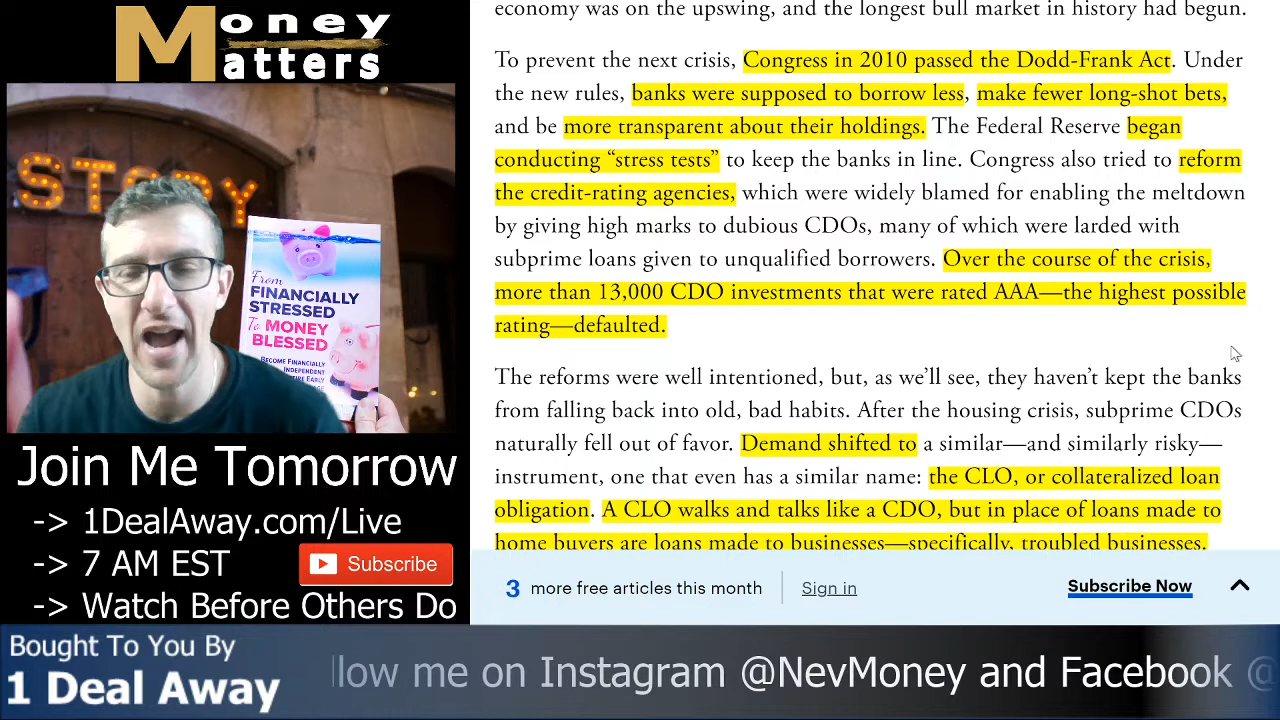 Money
Matters
STORY
From
FINANCIALLY
STRESSED
To MONEY
BLESSED
BECOME FINANCIALLY
INDEPENDENT
Join Me Tomorrow
-> 1DealAway.com/Live
-> 7 AM EST
Subscribe
-> Watch Before Others Do
economy was on the upswing, and the longest bull market in history had begun.
To prevent the next crisis, Congress in 2010 passed the Dodd-Frank Act. Under
the new rules, banks were supposed to borrow less, make fewer long-shot bets,
and be more transparent about their holdings. The Federal Reserve began
conducting “stress tests” to keep the banks in line. Congress also tried to reform
the credit-rating agencies, which were widely blamed for enabling the meltdown
by giving high marks to dubious CDOs, many of which were larded with
subprime loans given to unqualified borrowers. Over the course of the crisis,
more than 13,000 CDO investments that were rated AAA—the highest possible
rating—defaulted.
The reforms were well intentioned, but, as we’ll see, they haven’t kept the banks
from falling back into old, bad habits. After the housing crisis, subprime CDOs
naturally fell out of favor. Demand shifted to a similar—and similarly risky—
instrument, one that even has a similar name: the CLO, or collateralized loan
obligation. A CLO walks and talks like a CDO, but in place of loans made to
home buyers are loans made to businesses—specifically, troubled businesses.
3 more free articles this month
Sign in
Subscribe Now
Bought To You By
1 Deal Away
llow me on Instagram @NevMoney and Facebook @